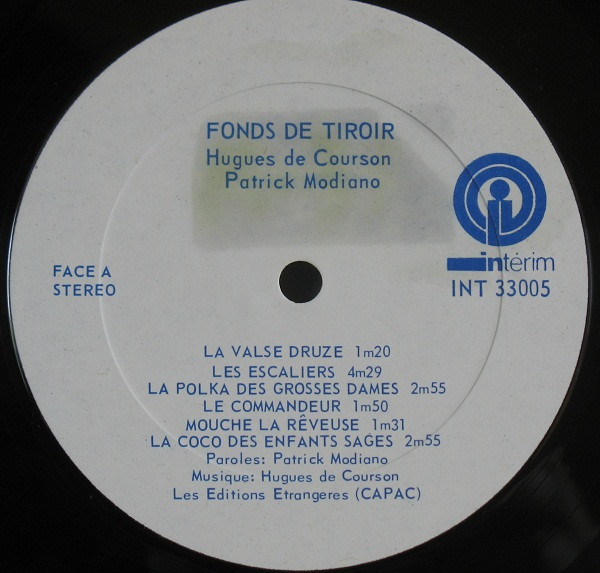 FONDS DE TIROIR
Hugues de Courson
Patrick Modiano
FACE A
STEREO
intérim
INT 33005
LA VALSE DRUZE 1m20
LES ESCALIERS 4m29
LA POLKA DES GROSSES DAMES 2m55
LE COMMANDEUR 1m50
MOUCHE LA RÊVEUSE 1m31
LA COCO DES ENFANTS SAGES 2m55
Paroles: Patrick Modiano
Musique: Hugues de Courson
Les Editions Etrangeres (CAPAC)